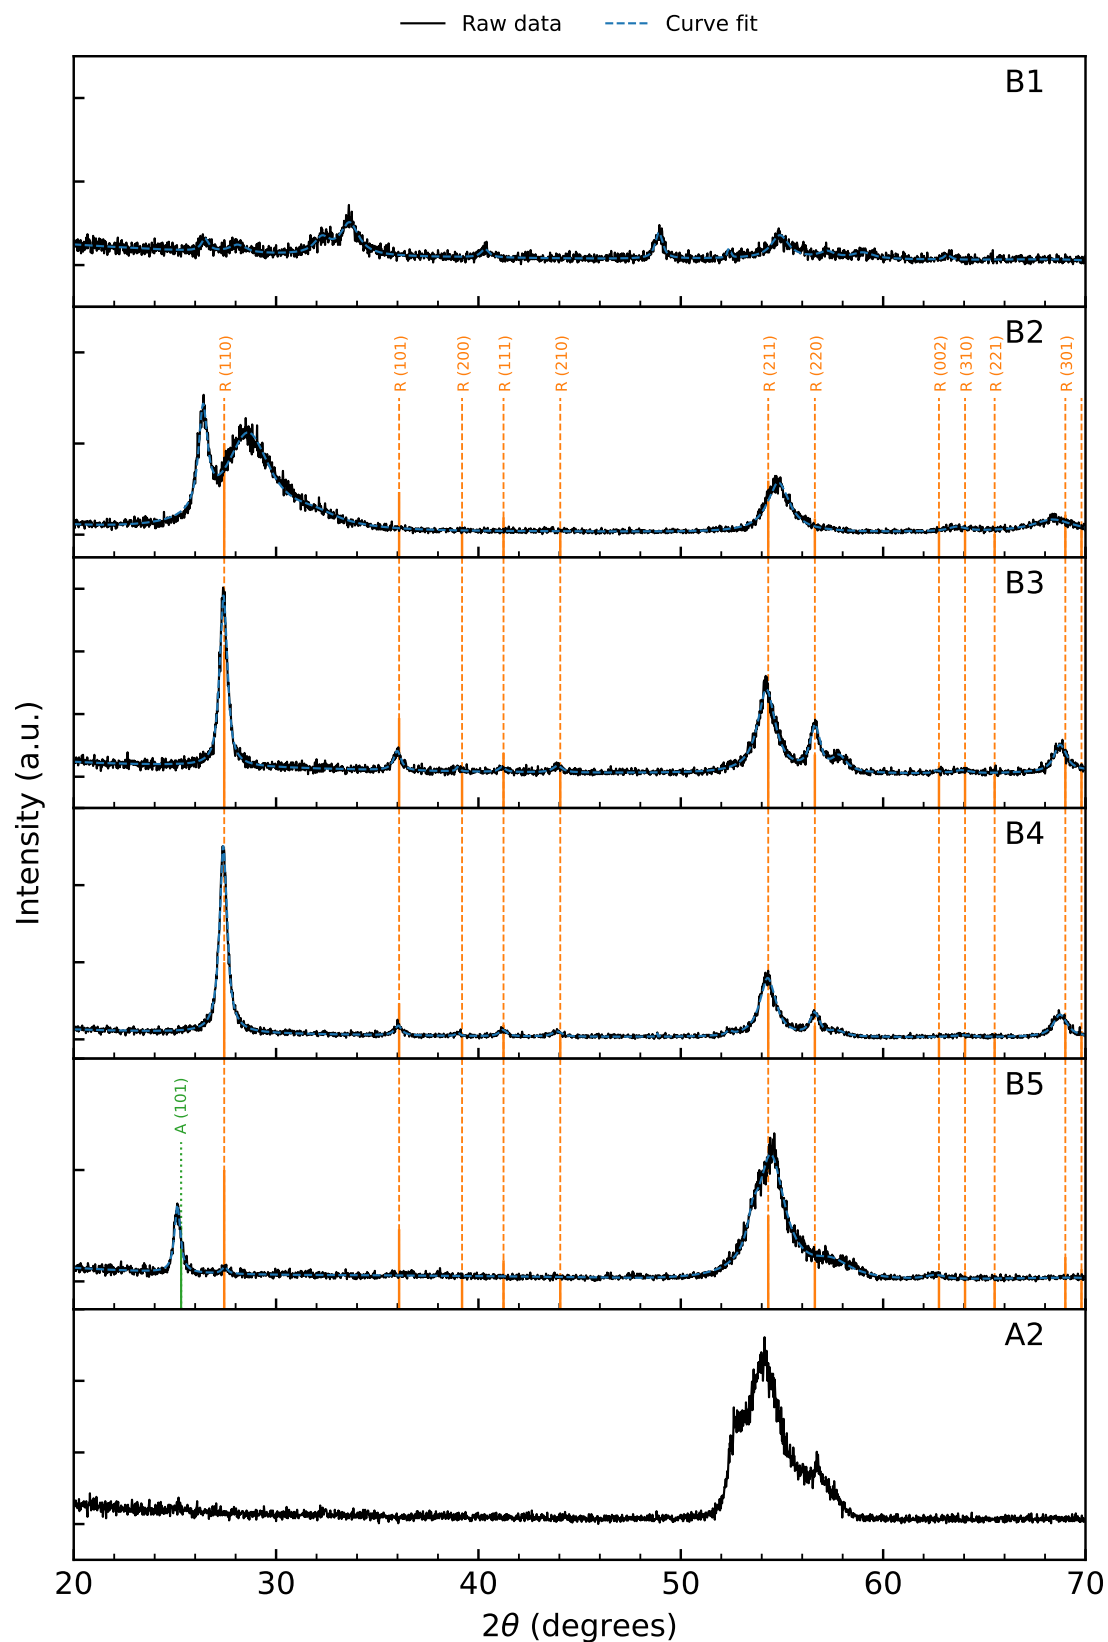 Raw data
Curve fit
B1
B2
R (110)
R (101)
R (200)
R (111)
R (210)
R (211)
R (220)
R (002)
R (310)
R (221)
R (301)
B3
B4
B5
A (101)
A2
Intensity (a.u.)
20 30 40 50 60 70
2θ (degrees)